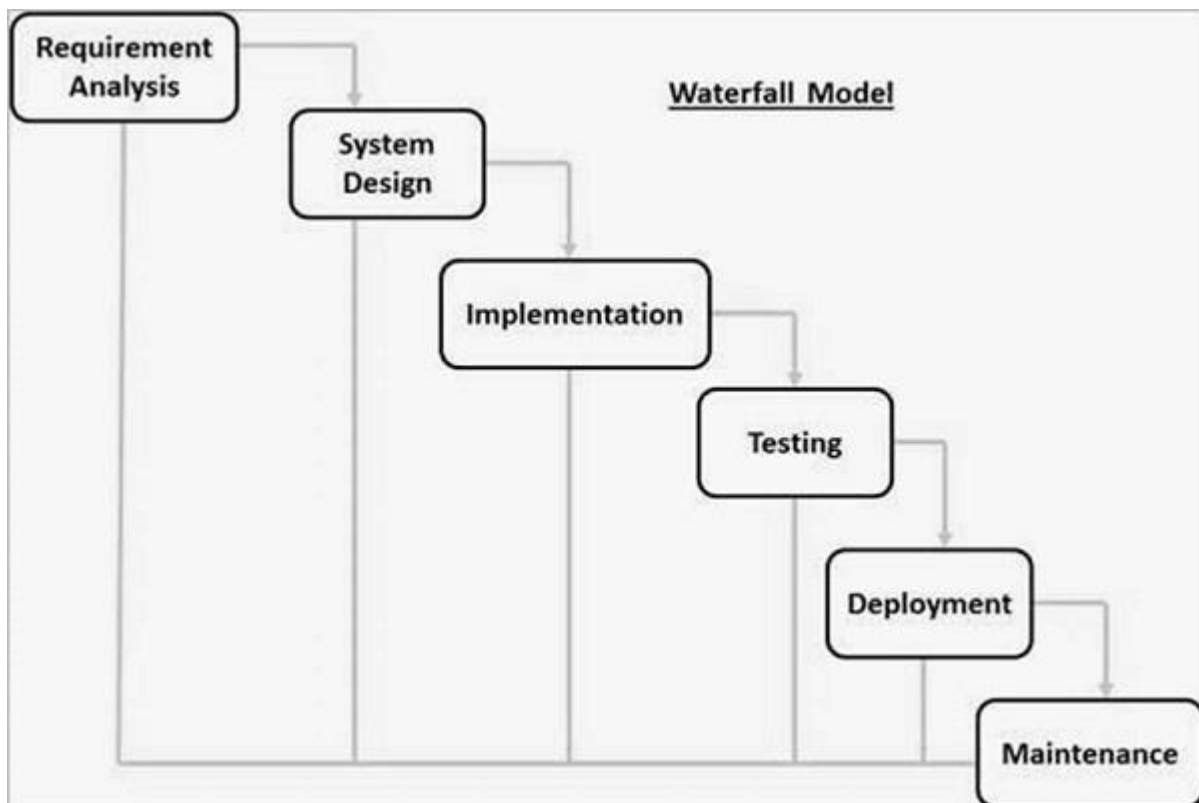 Requirement
Analysis
Waterfall Model
System
Design
Implementation
Testing
Deployment
Maintenance